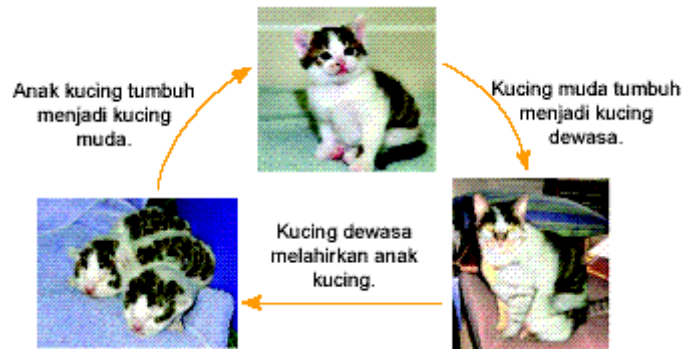 Anak kucing tumbuh
menjadi kucing
muda.
Kucing muda tumbuh
menjadi kucing
dewasa.
Kucing dewasa
melahirkan anak
kucing.